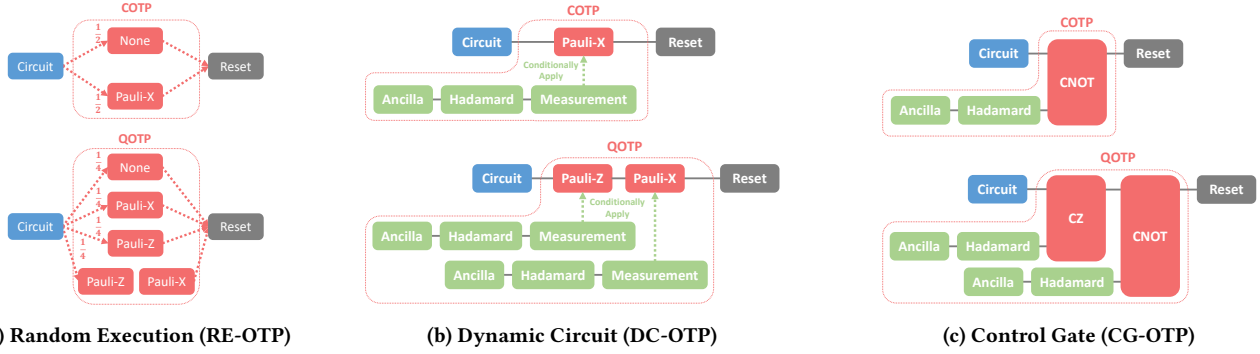 COTP
1/2
None
Circuit
Reset
1/2
Pauli-X
QOTP
1/4
None
1/4
Pauli-X
Circuit
Reset
1/4
Pauli-Z
1/4
Pauli-Z
Pauli-X
) Random Execution (RE-OTP)
COTP
Circuit
Pauli-X
Reset
Conditionally
Apply
Ancilla
Hadamard
Measurement
QOTP
Circuit
Pauli-Z
Pauli-X
Reset
Conditionally
Apply
Ancilla
Hadamard
Measurement
Ancilla
Hadamard
Measurement
(b) Dynamic Circuit (DC-OTP)
COTP
Circuit
Reset
CNOT
Ancilla
Hadamard
QOTP
Circuit
Reset
CZ
CNOT
Ancilla
Hadamard
Ancilla
Hadamard
(c) Control Gate (CG-OTP)